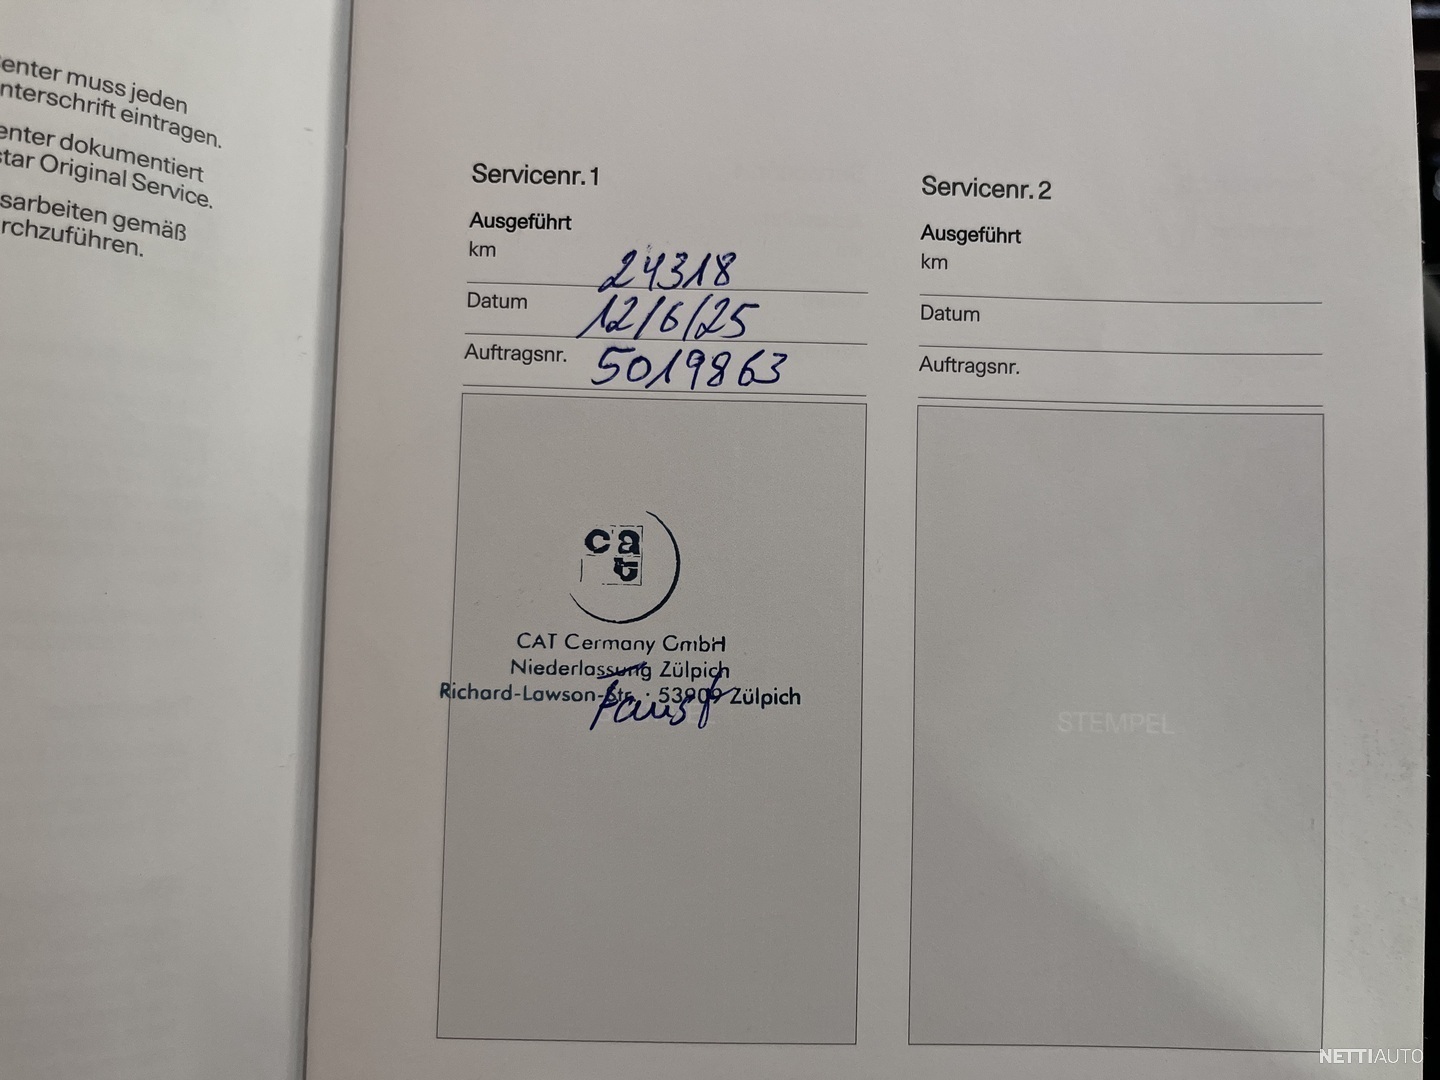 enter muss jeden
nterschrift eintragen.
enter dokumentiert
star Original Service.
sarbeiten gemäß
rchzuführen.
Servicenr. 1
Ausgeführt
km 24318
Datum 12/6/25
Auftragsnr. 5019863
cat
CAT Germany GmbH
Niederlassung Zülpich
Richard-Lawson-Str. · 53909 Zülpich
Servicenr. 2
Ausgeführt
km
Datum
Auftragsnr.
STEMPEL
NETTIAUTO